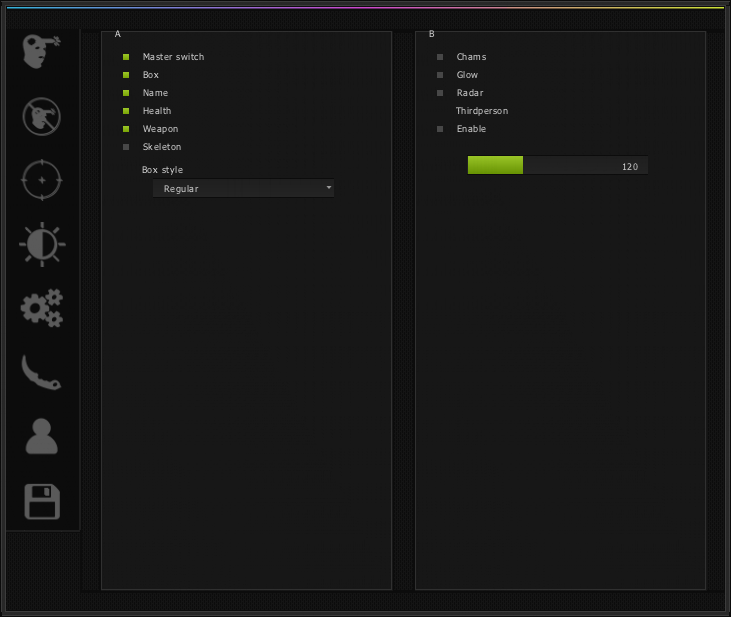 A
Master switch
Box
Name
Health
Weapon
Skeleton
Box style
Regular
B
Chams
Glow
Radar
Thirdperson
Enable
120